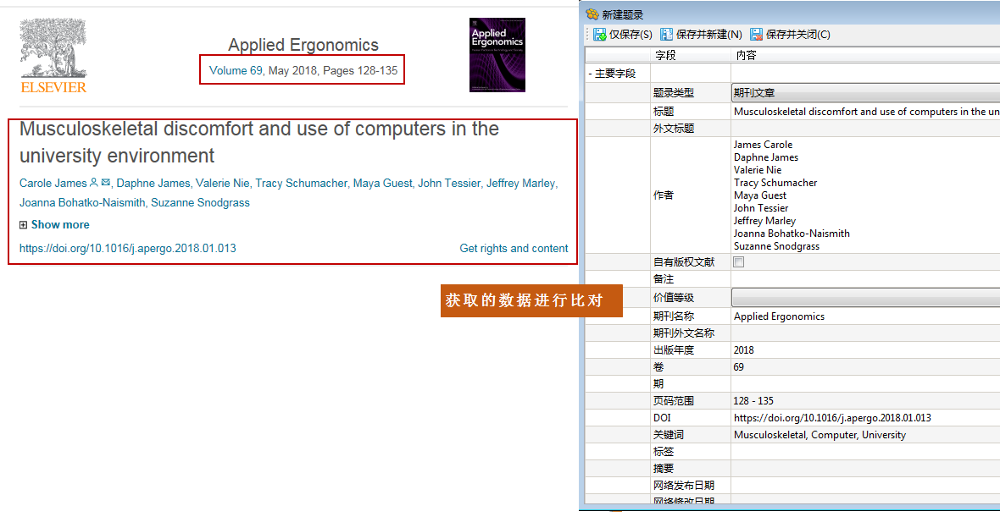 ELSEVIER
Applied Ergonomics
Volume 69, May 2018, Pages 128-135
Applied
Ergonomics
Musculoskeletal discomfort and use of computers in the
university environment
Carole James, Daphne James, Valerie Nie, Tracy Schumacher, Maya Guest, John Tessier, Jeffrey Marley,
Joanna Bohatko-Naismith, Suzanne Snodgrass
Show more
https://doi.org/10.1016/j.apergo.2018.01.013 Get rights and content
获取的数据进行比对
新建题录
仅保存(S) 保存并新建(N) 保存并关闭(C)
字段 内容
- 主要字段
题录类型 期刊文章
标题 Musculoskeletal discomfort and use of computers in the un
外文标题
作者
James Carole
Daphne James
Valerie Nie
Tracy Schumacher
Maya Guest
John Tessier
Jeffrey Marley
Joanna Bohatko-Naismith
Suzanne Snodgrass
自有版权文献
备注
价值等级
期刊名称 Applied Ergonomics
期刊外文名称
出版年度 2018
卷 69
期
页码范围 128 - 135
DOI https://doi.org/10.1016/j.apergo.2018.01.013
关键词 Musculoskeletal, Computer, University
标签
摘要
网络发布日期
网络修改日期